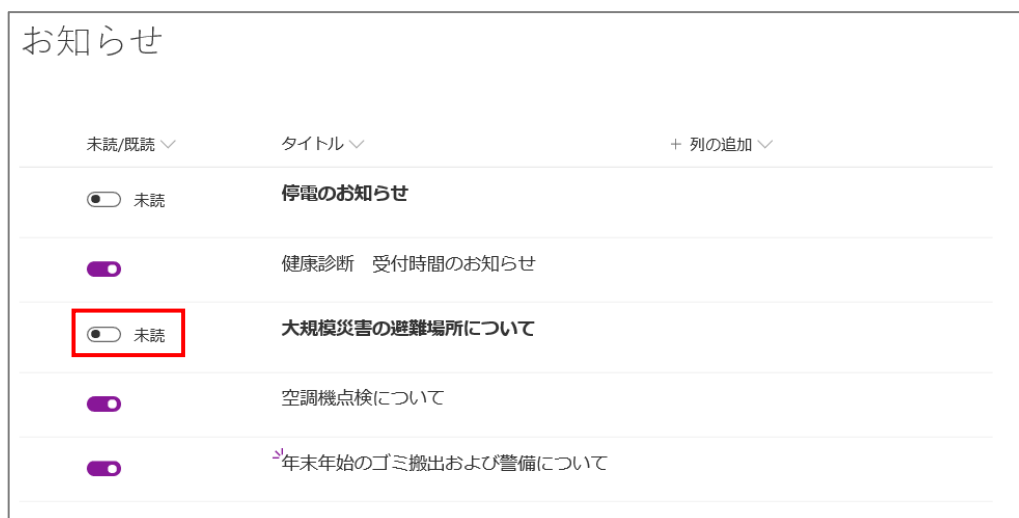 お知らせ
未読/既読 タイトル + 列の追加
未読 停電のお知らせ
健康診断　受付時間のお知らせ
未読 大規模災害の避難場所について
空調機点検について
年末年始のゴミ搬出および警備について